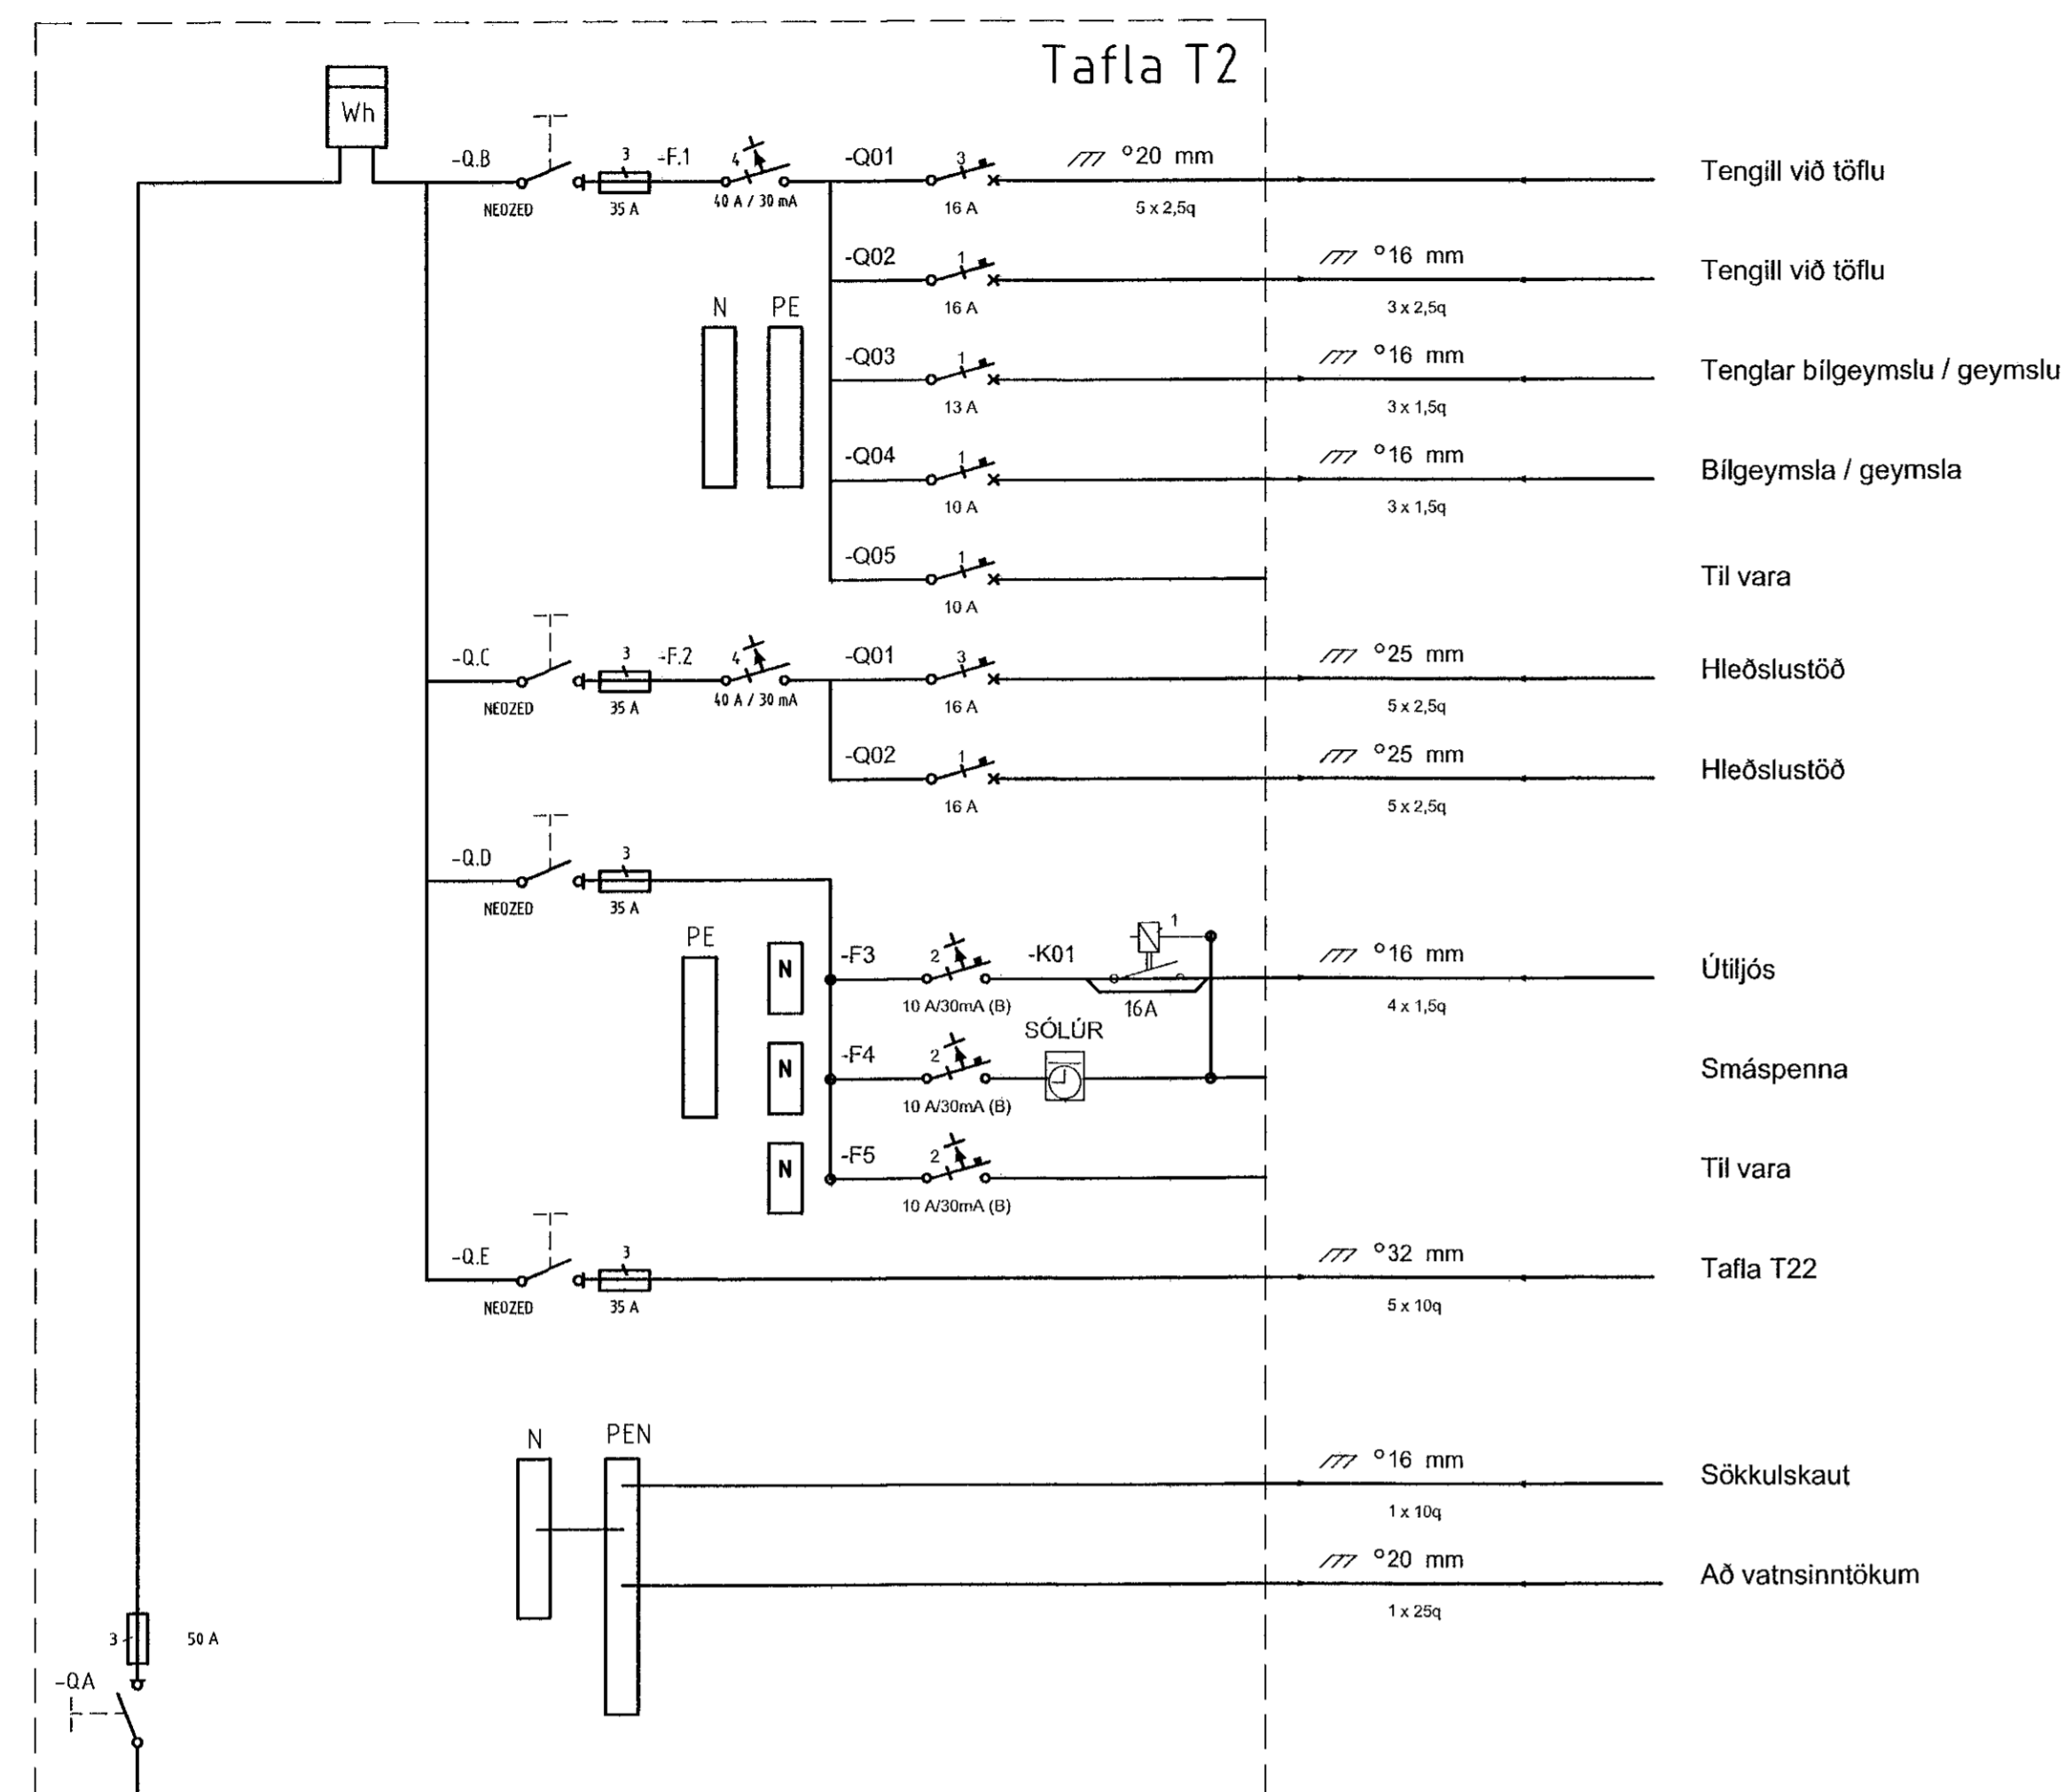 Tafla T2
Wh
-Q.B
NEOZED
3
35 A
-F.1
4
40 A / 30 mA
-Q01
3
16 A
°20 mm
5 x 2,5q
Tengill við töflu
-Q02
1
16 A
°16 mm
3 x 2,5q
Tengill við töflu
N
PE
-Q03
1
13 A
°16 mm
3 x 1,5q
Tenglar bílgeymslu / geymslu
-Q04
1
10 A
°16 mm
3 x 1,5q
Bílgeymsla / geymsla
-Q05
1
10 A
Til vara
-Q.C
NEOZED
3
35 A
-F.2
4
40 A / 30 mA
-Q01
3
16 A
°25 mm
5 x 2,5q
Hleðslustöð
-Q02
1
16 A
°25 mm
5 x 2,5q
Hleðslustöð
-Q.D
NEOZED
3
35 A
PE
N
-F3
2
10 A/30mA (B)
-K01
1
16A
°16 mm
4 x 1,5q
Útiljós
N
-F4
2
10 A/30mA (B)
SÓLÚR
Smáspenna
N
-F5
2
10 A/30mA (B)
Til vara
-Q.E
NEOZED
3
35 A
°32 mm
5 x 10q
Tafla T22
N
PEN
°16 mm
1 x 10q
Sökkulskaut
°20 mm
1 x 25q
Að vatnsinntökum
3
50 A
-Q.A